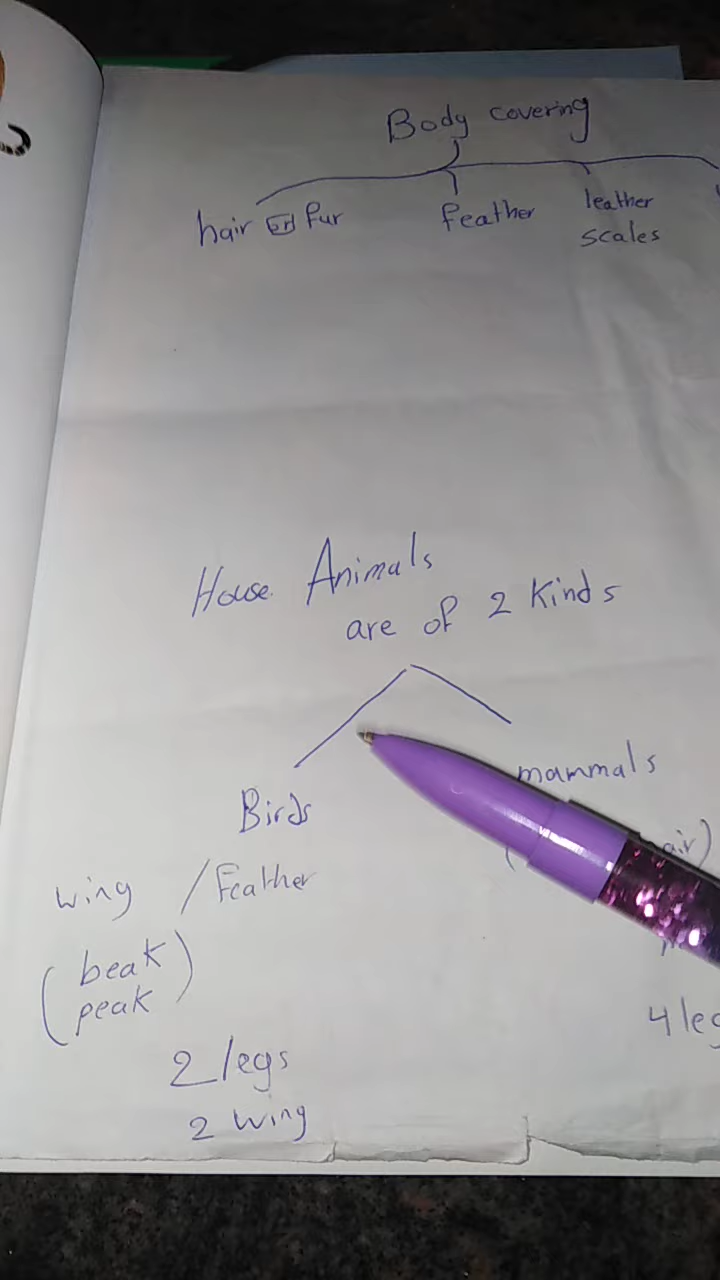 Body covering
hair or fur
feather
leather
scales
House Animals
are of 2 Kinds
Birds
mammals
wing / Feather
(beak
peak)
4 leg
2 legs
2 wing